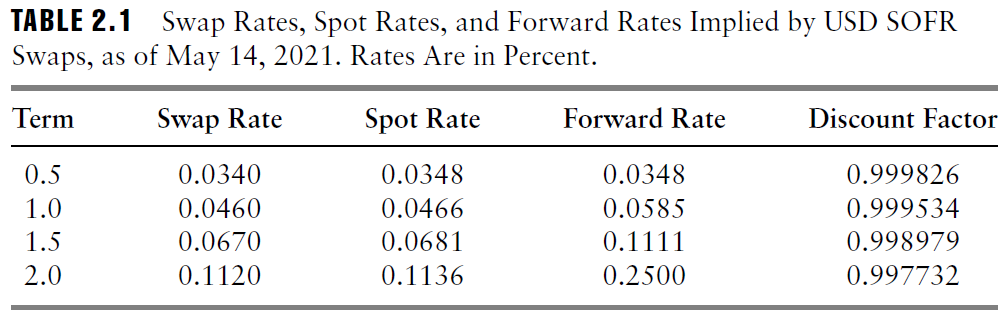 TABLE 2.1 Swap Rates, Spot Rates, and Forward Rates Implied by USD SOFR
Swaps, as of May 14, 2021. Rates Are in Percent.
Term Swap Rate Spot Rate Forward Rate Discount Factor
0.5 0.0340 0.0348 0.0348 0.999826
1.0 0.0460 0.0466 0.0585 0.999534
1.5 0.0670 0.0681 0.1111 0.998979
2.0 0.1120 0.1136 0.2500 0.997732